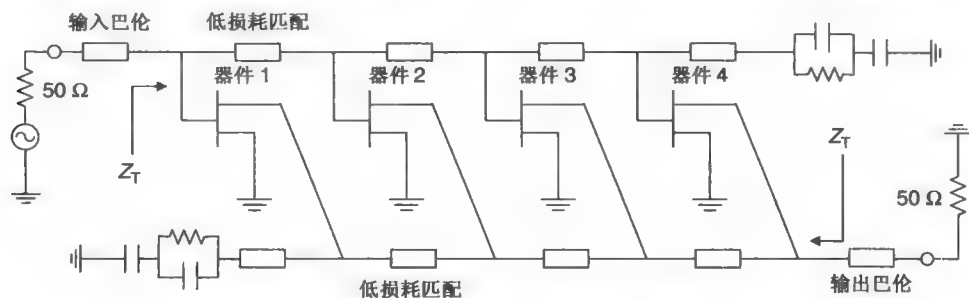 输入巴伦
低损耗匹配
器件 1
器件 2
器件 3
器件 4
50 Ω
Z_T
Z_T
50 Ω
低损耗匹配
输出巴伦